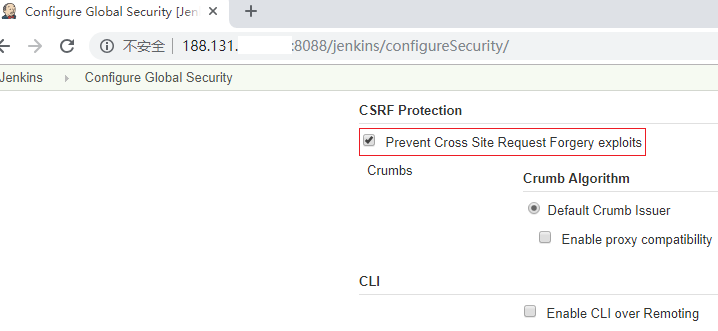 Configure Global Security [Jen
不安全 188.131. :8088/jenkins/configureSecurity/
Jenkins Configure Global Security
CSRF Protection
Prevent Cross Site Request Forgery exploits
Crumbs
Crumb Algorithm
Default Crumb Issuer
Enable proxy compatibility
CLI
Enable CLI over Remoting